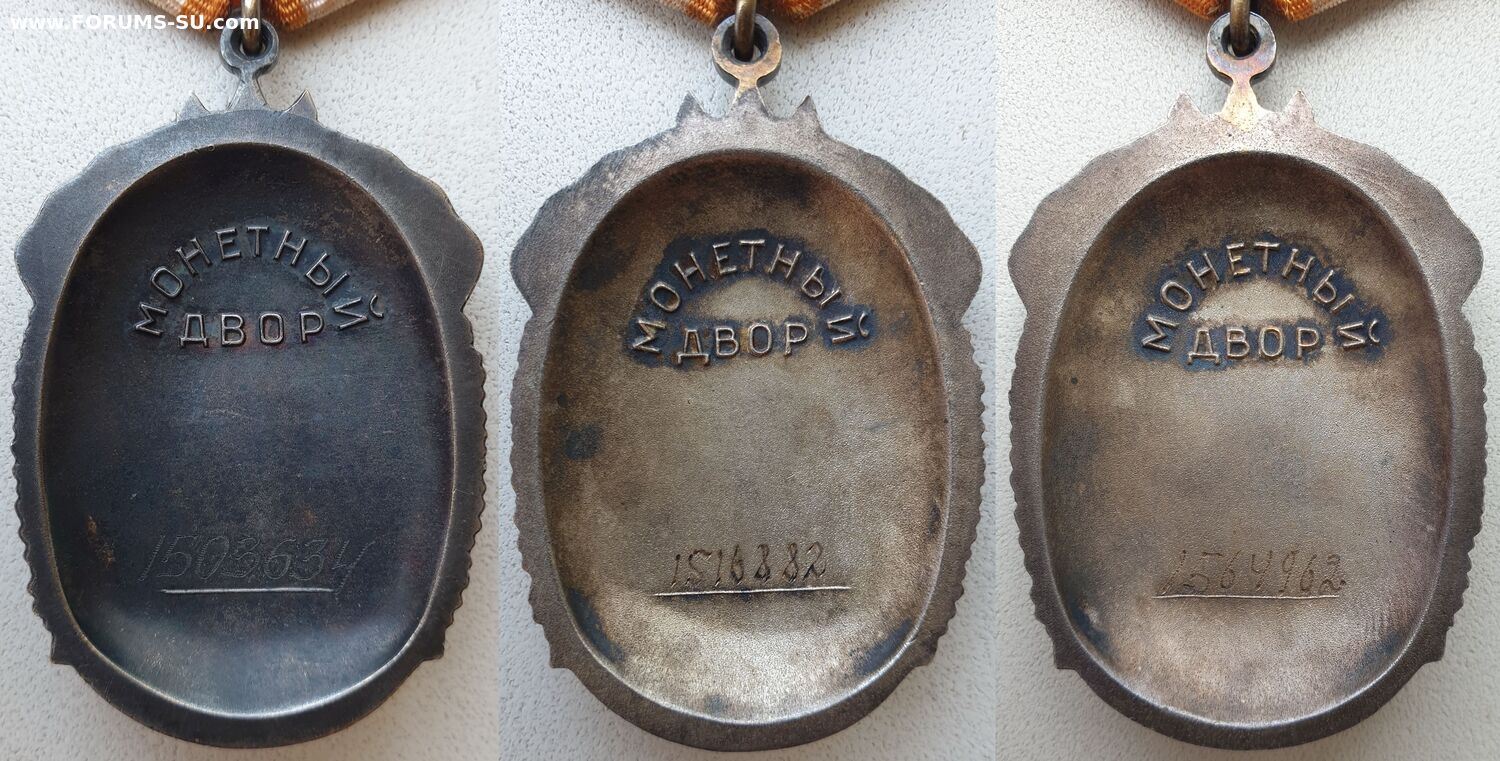 www.FORUMS-SU.com
МОНЕТНЫЙ
ДВОР
1503634
МОНЕТНЫЙ
ДВОР
1516882
МОНЕТНЫЙ
ДВОР
1564962